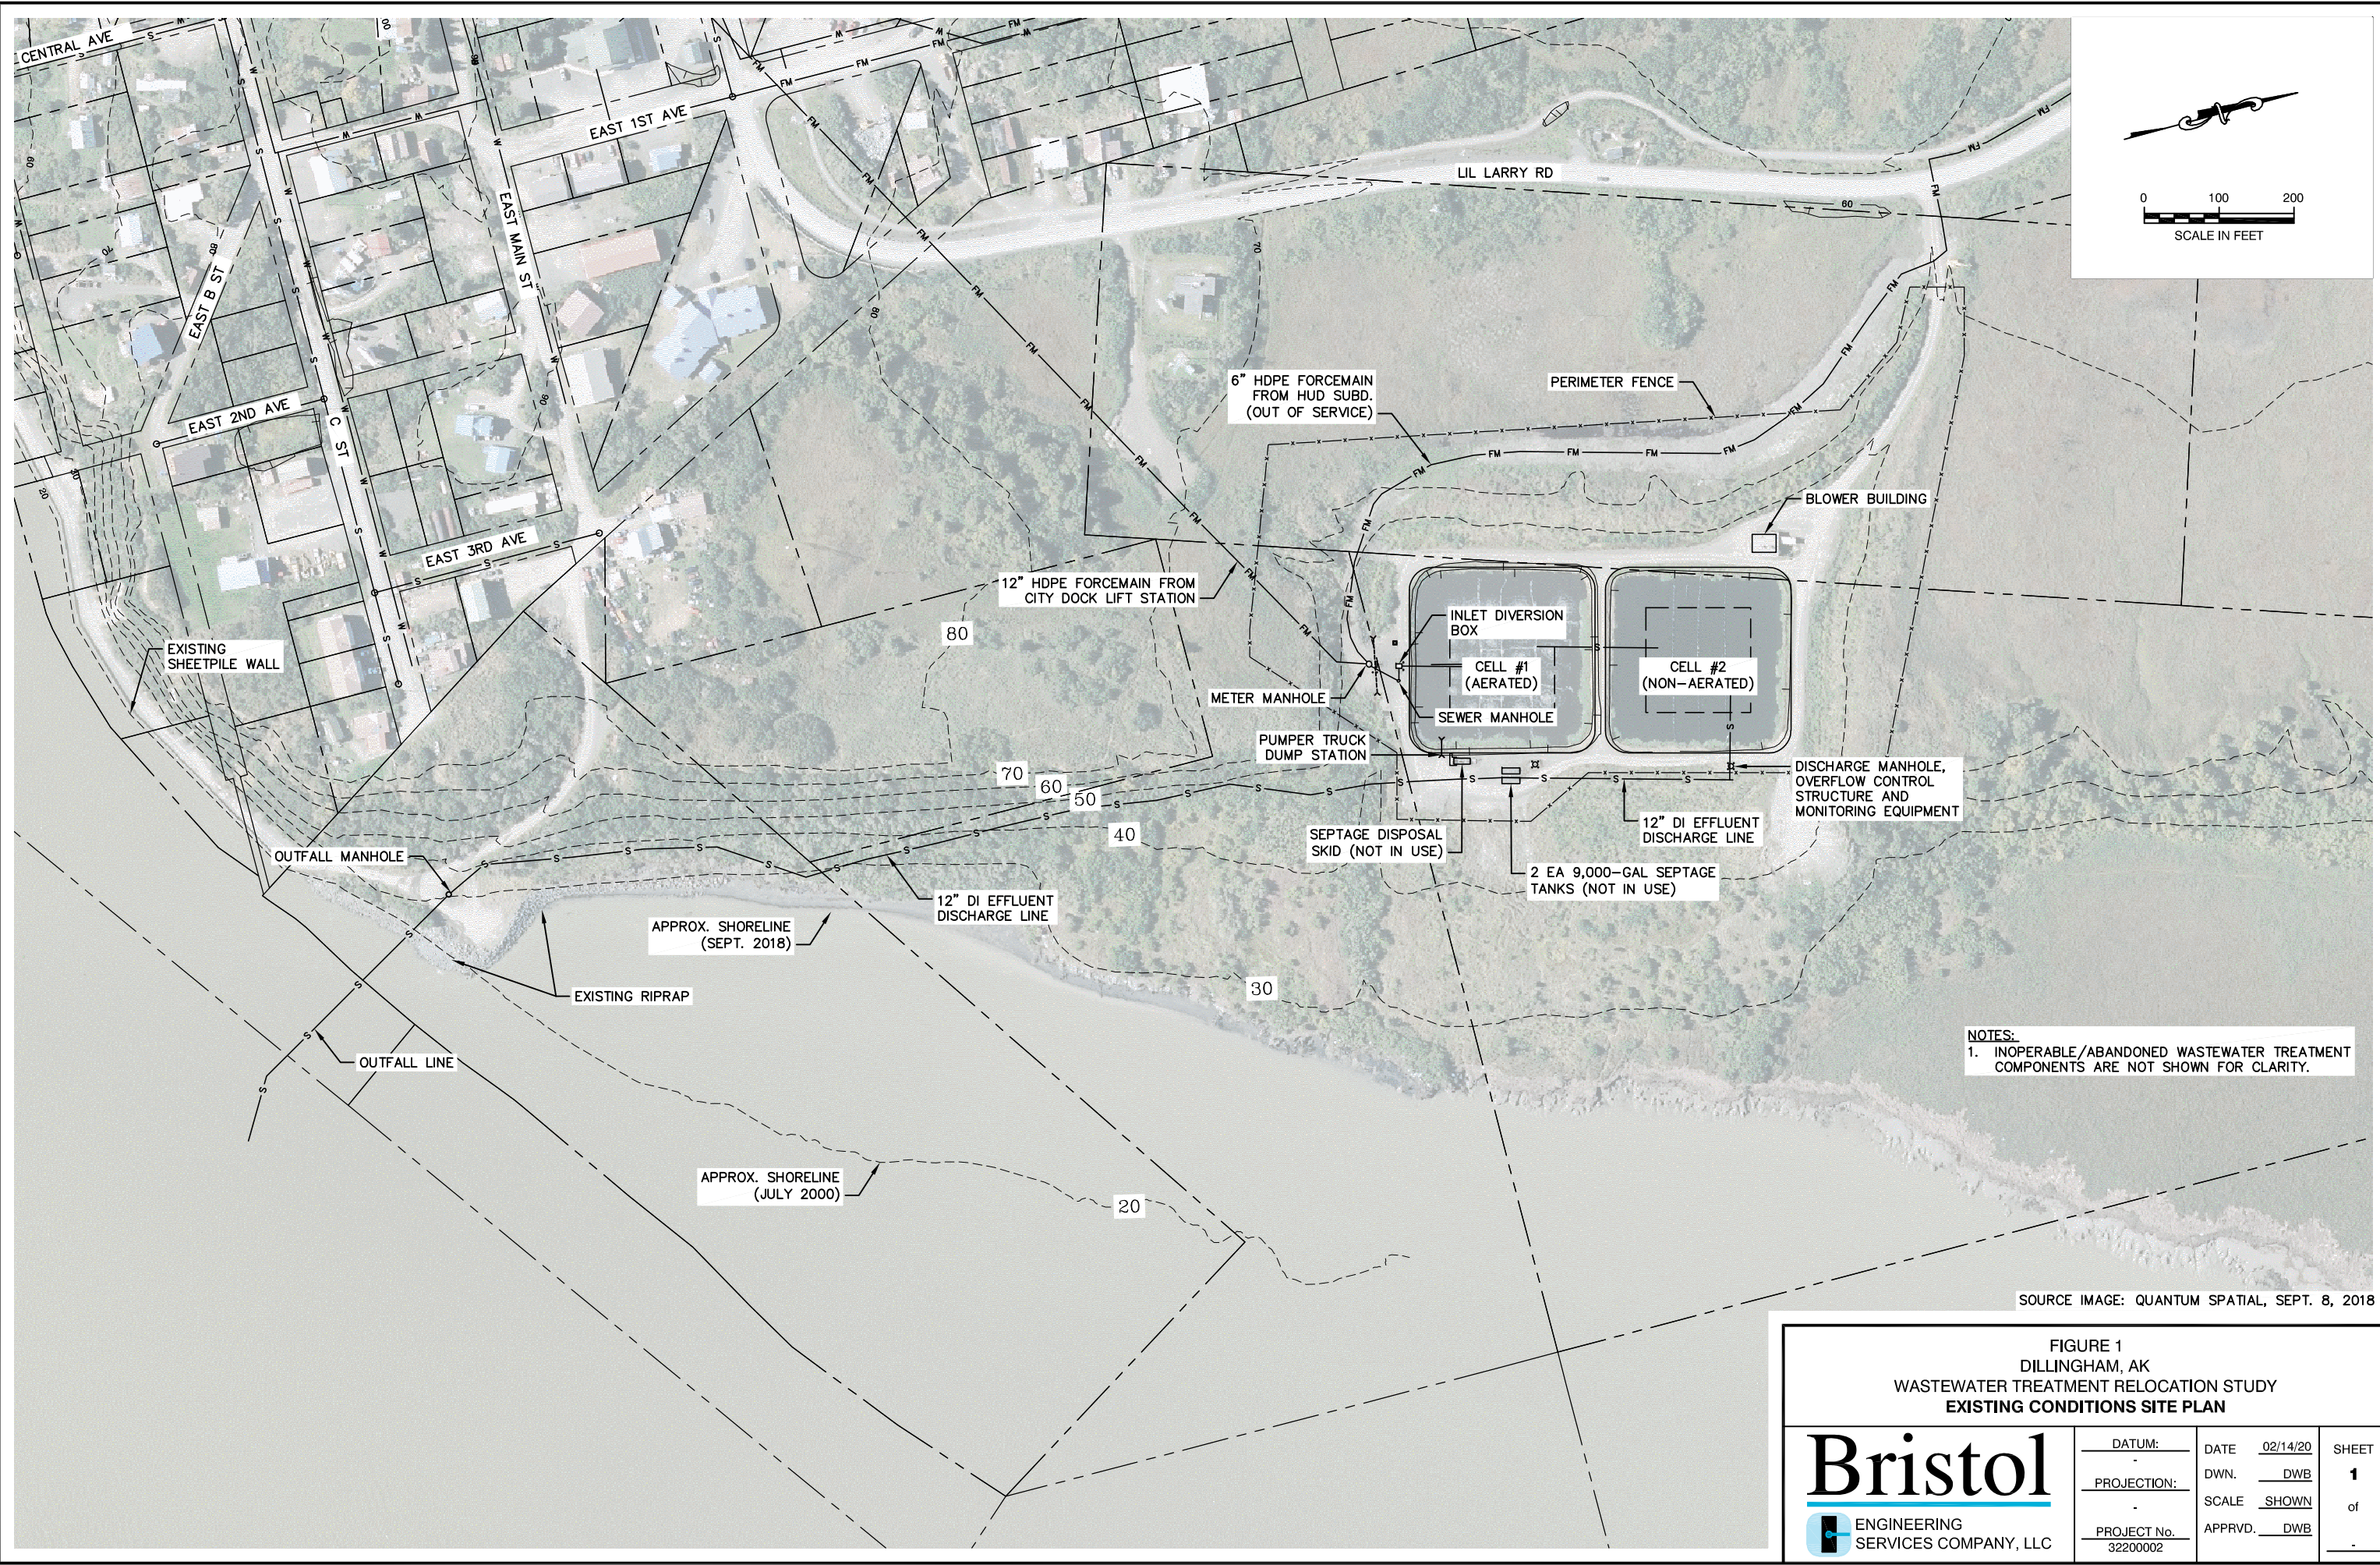 CENTRAL AVE
EAST 1ST AVE
EAST MAIN ST
EAST B ST
EAST 2ND AVE
C ST
EAST 3RD AVE
LIL LARRY RD
0 100 200
SCALE IN FEET
6" HDPE FORCEMAIN
FROM HUD SUBD.
(OUT OF SERVICE)
PERIMETER FENCE
BLOWER BUILDING
12" HDPE FORCEMAIN FROM
CITY DOCK LIFT STATION
INLET DIVERSION
BOX
CELL #1
(AERATED)
CELL #2
(NON-AERATED)
METER MANHOLE
SEWER MANHOLE
PUMPER TRUCK
DUMP STATION
EXISTING
SHEETPILE WALL
DISCHARGE MANHOLE,
OVERFLOW CONTROL
STRUCTURE AND
MONITORING EQUIPMENT
12" DI EFFLUENT
DISCHARGE LINE
SEPTAGE DISPOSAL
SKID (NOT IN USE)
2 EA 9,000-GAL SEPTAGE
TANKS (NOT IN USE)
OUTFALL MANHOLE
12" DI EFFLUENT
DISCHARGE LINE
APPROX. SHORELINE
(SEPT. 2018)
EXISTING RIPRAP
OUTFALL LINE
APPROX. SHORELINE
(JULY 2000)
80
70
60
50
40
30
20
NOTES:
1. INOPERABLE/ABANDONED WASTEWATER TREATMENT
COMPONENTS ARE NOT SHOWN FOR CLARITY.
SOURCE IMAGE: QUANTUM SPATIAL, SEPT. 8, 2018
FIGURE 1
DILLINGHAM, AK
WASTEWATER TREATMENT RELOCATION STUDY
EXISTING CONDITIONS SITE PLAN
Bristol
ENGINEERING
SERVICES COMPANY, LLC
DATUM:
-
PROJECTION:
-
PROJECT No.
32200002
DATE 02/14/20
DWN. DWB
SCALE SHOWN
APPRVD. DWB
SHEET
1
of
-